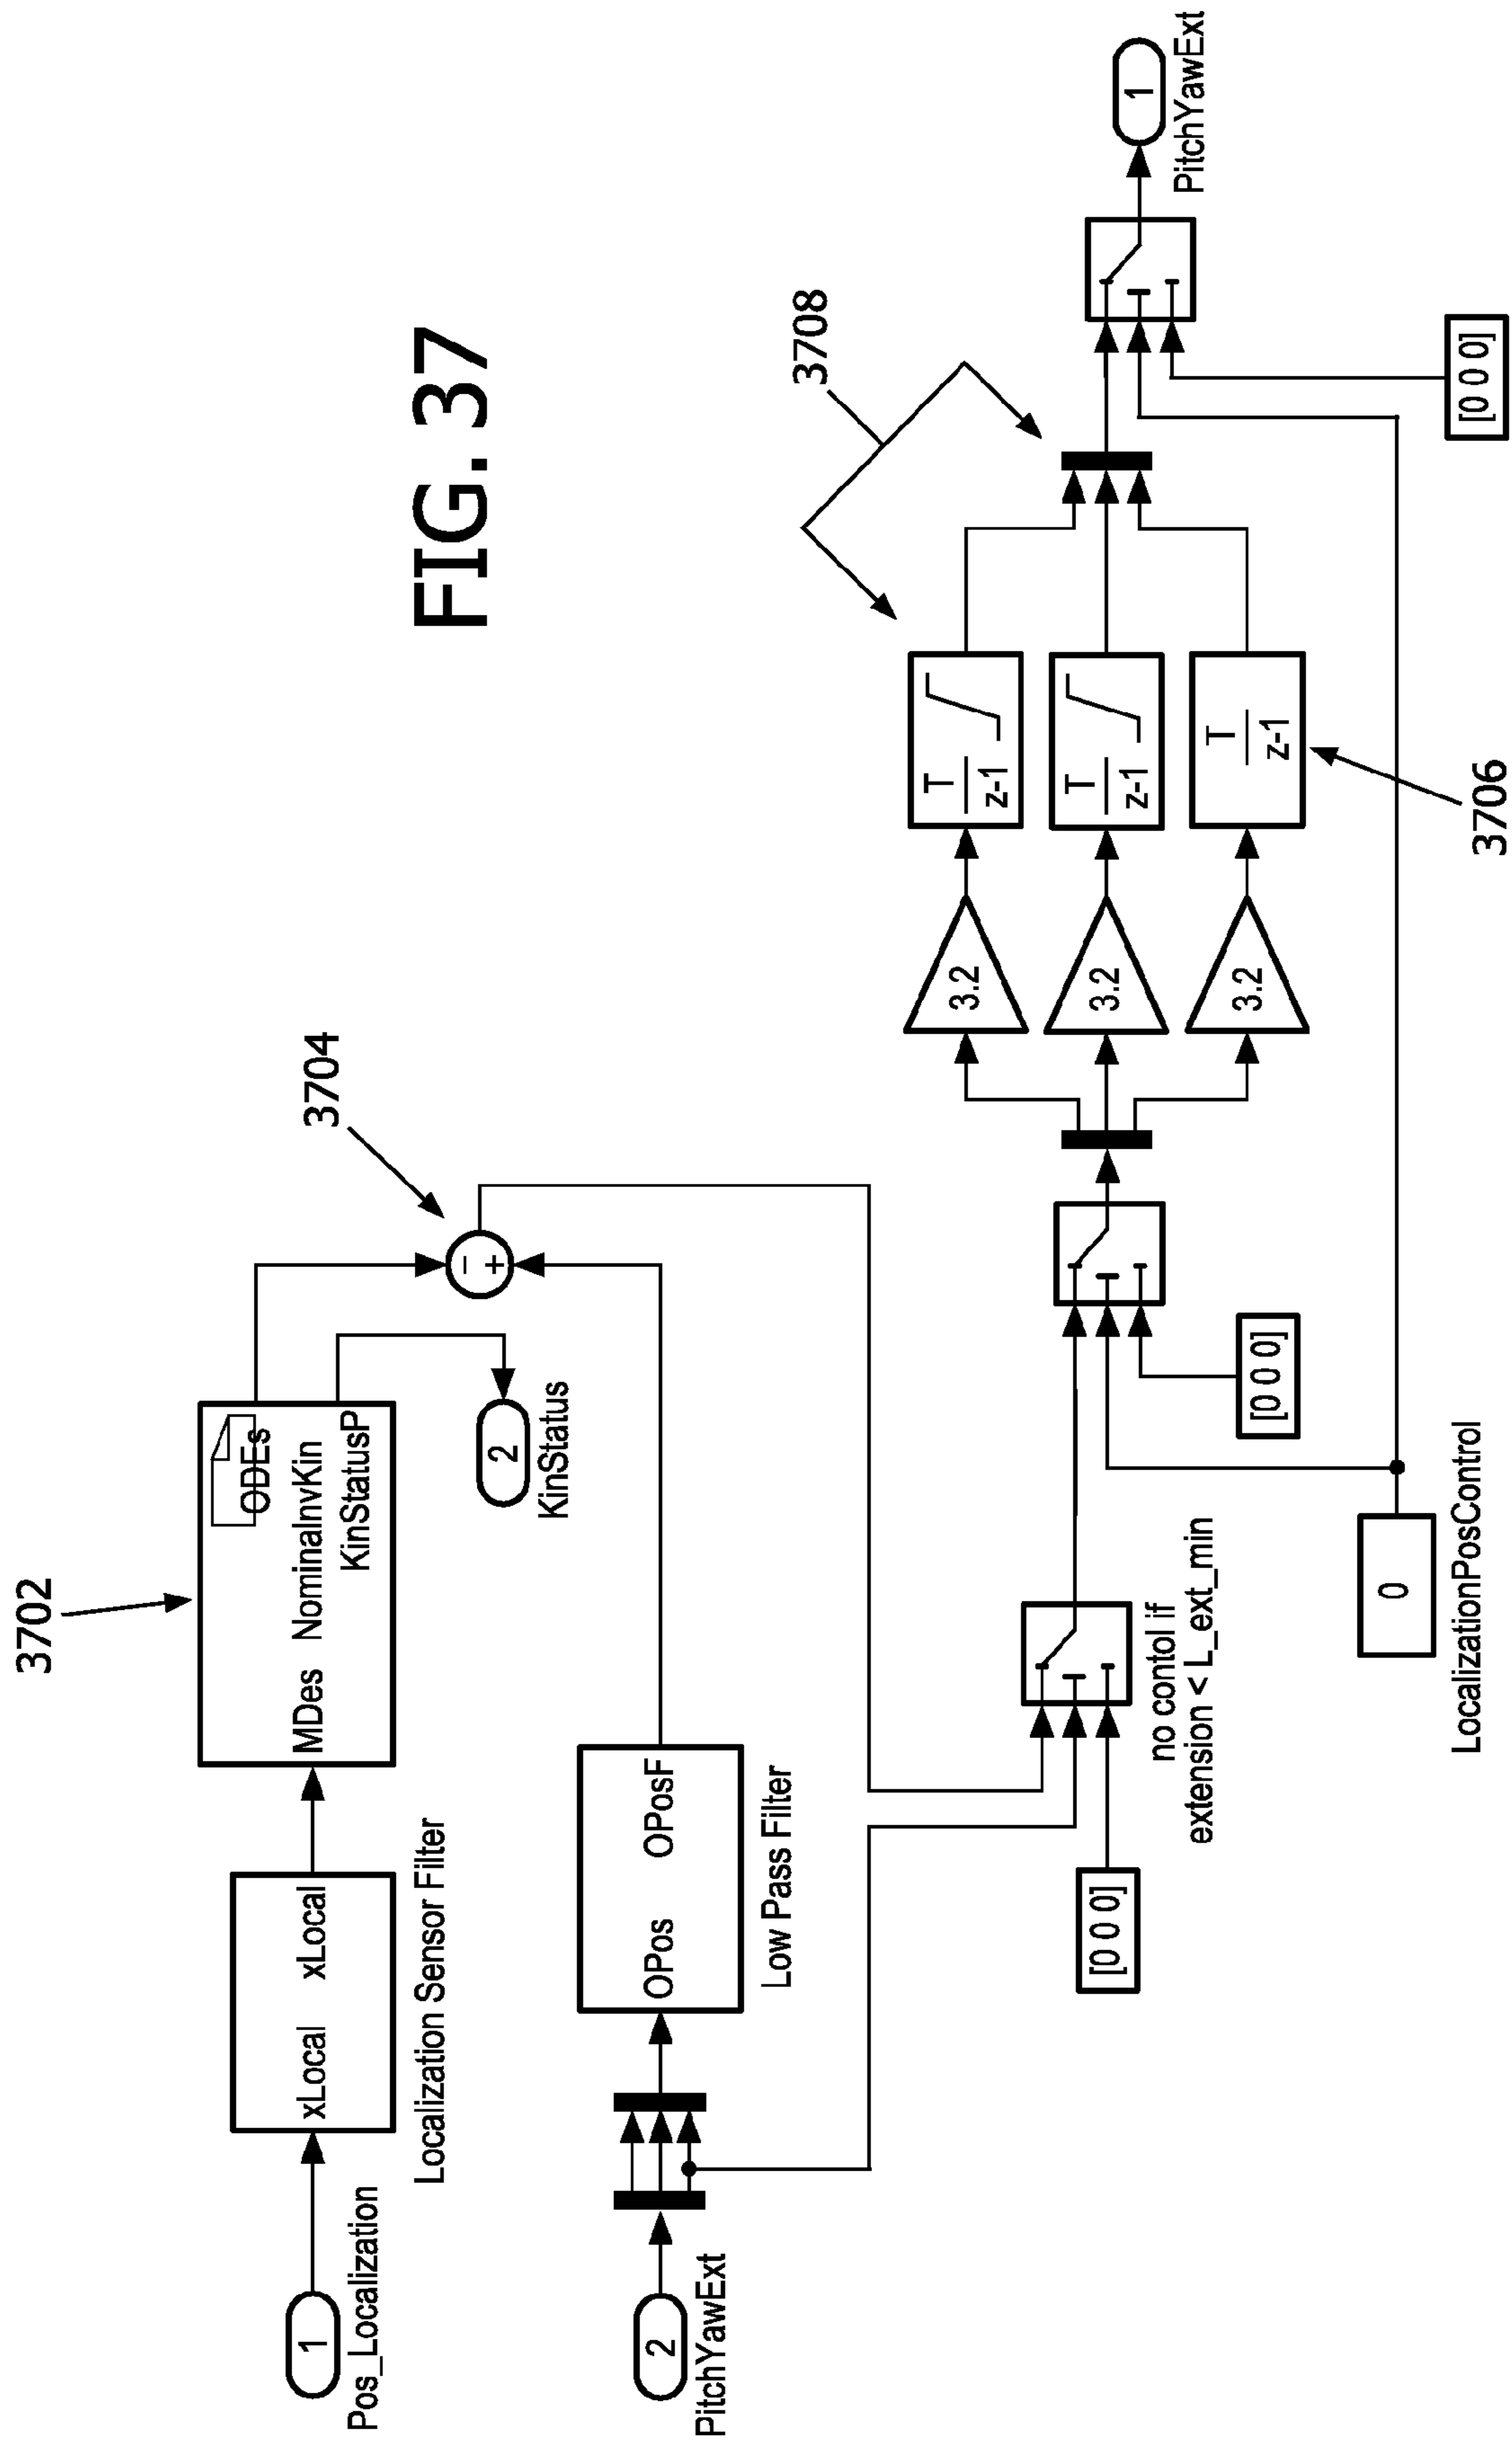 FIG. 37
3702
ODEs
MDes NominalnvKin
KinStatusP
1
Pos_Localization
xLocal xLocal
Localization Sensor Filter
2
KinStatus
3704
−
+
2
PitchYawExt
OPos OPosF
Low Pass Filter
[0 0 0]
no contol if
extension < L_ext_min
0
LocalizationPosControl
[0 0 0]
3.2
3.2
3.2
T
z-1
T
z-1
T
z-1
3706
3708
[0 0 0]
1
PitchYawExt